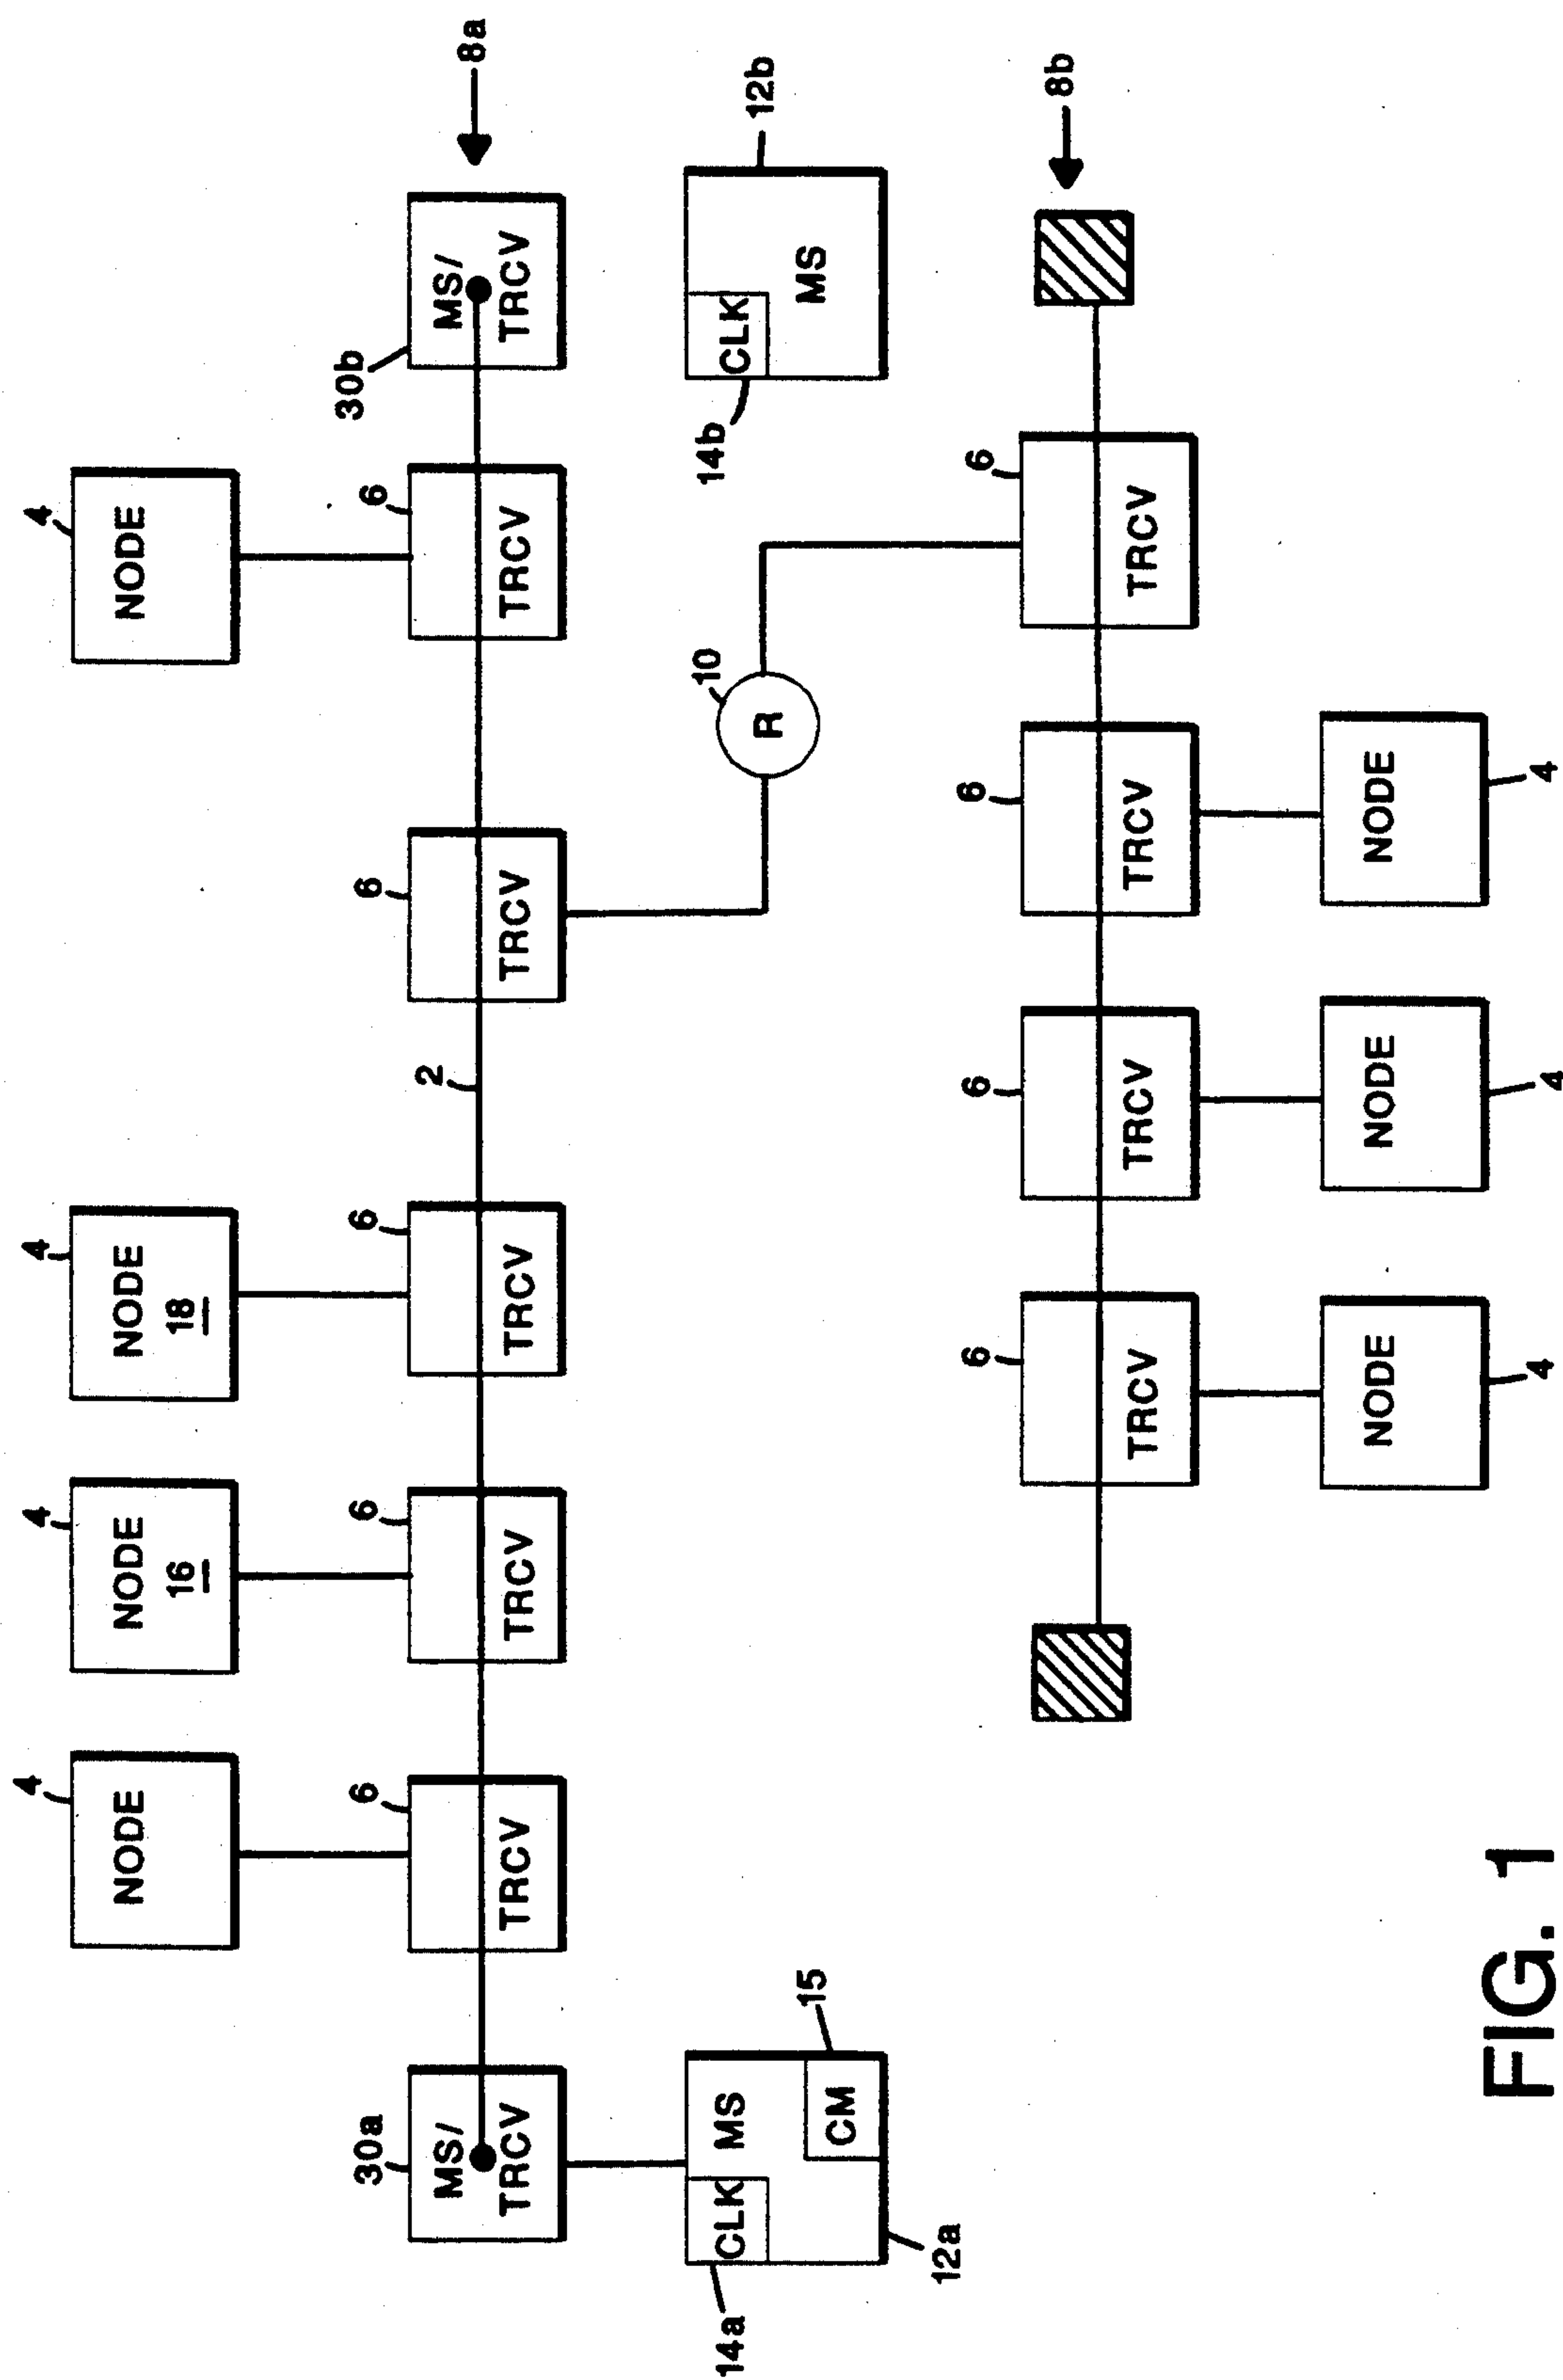 4
4
4
4
NODE
NODE
16
NODE
18
NODE
30a
6
6
6
2
6
6
30b
8a
MS/
TRCV
TRCV
TRCV
TRCV
TRCV
TRCV
MS/
TRCV
14a
CLK
MS
15
CM
12a
10
R
14b
CLK
MS
12b
6
6
6
6
8b
TRCV
TRCV
TRCV
TRCV
NODE
NODE
NODE
4
4
4
FIG. 1